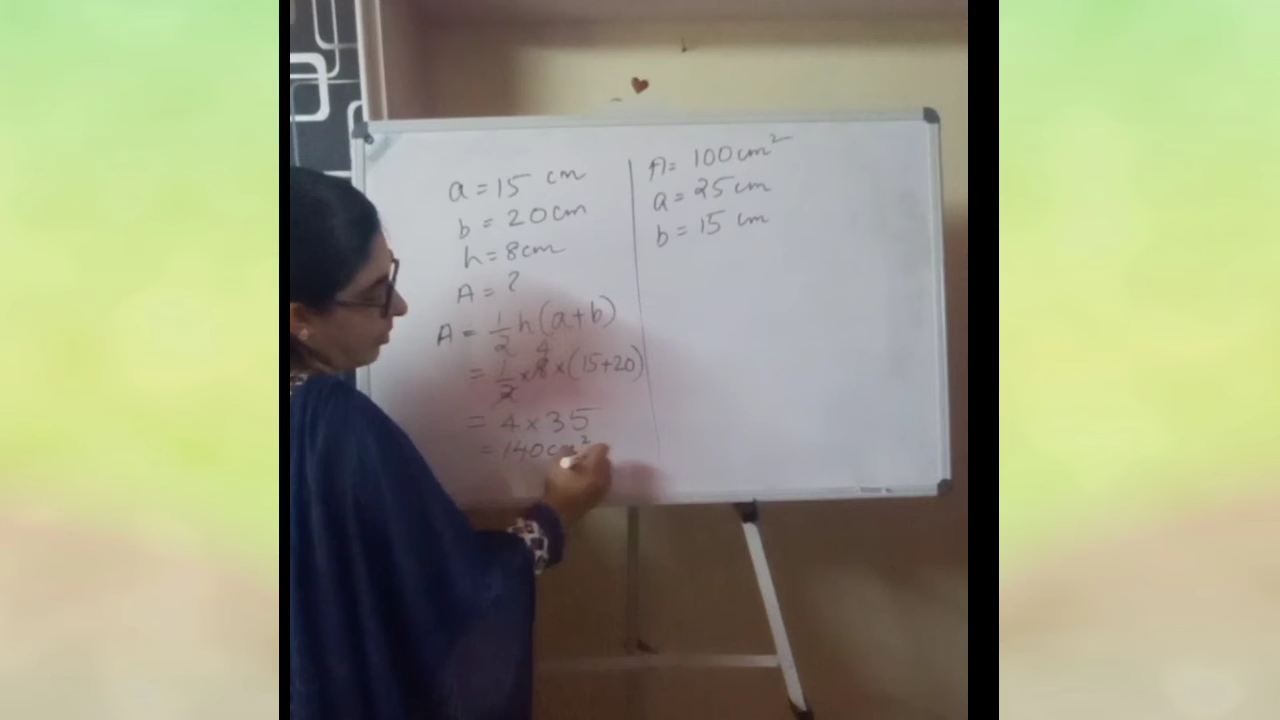 a = 15 cm
b = 20 cm
h = 8 cm
A = ?
A = 1/2 h (a + b)
= 1/2 × 8 4 × (15+20)
= 4 × 35
= 140 cm²
A = 100 cm²
a = 25 cm
b = 15 cm